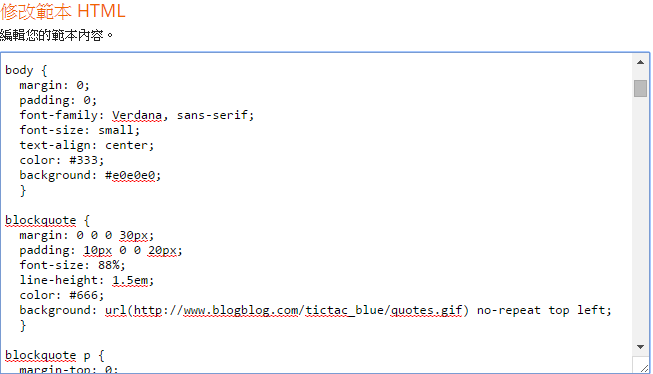 修改範本 HTML
編輯您的範本內容。
body {
  margin: 0;
  padding: 0;
  font-family: Verdana, sans-serif;
  font-size: small;
  text-align: center;
  color: #333;
  background: #e0e0e0;
  }
blockquote {
  margin: 0 0 0 30px;
  padding: 10px 0 0 20px;
  font-size: 88%;
  line-height: 1.5em;
  color: #666;
  background: url(http://www.blogblog.com/tictac_blue/quotes.gif) no-repeat top left;
  }
blockquote p {
  margin-top: 0;